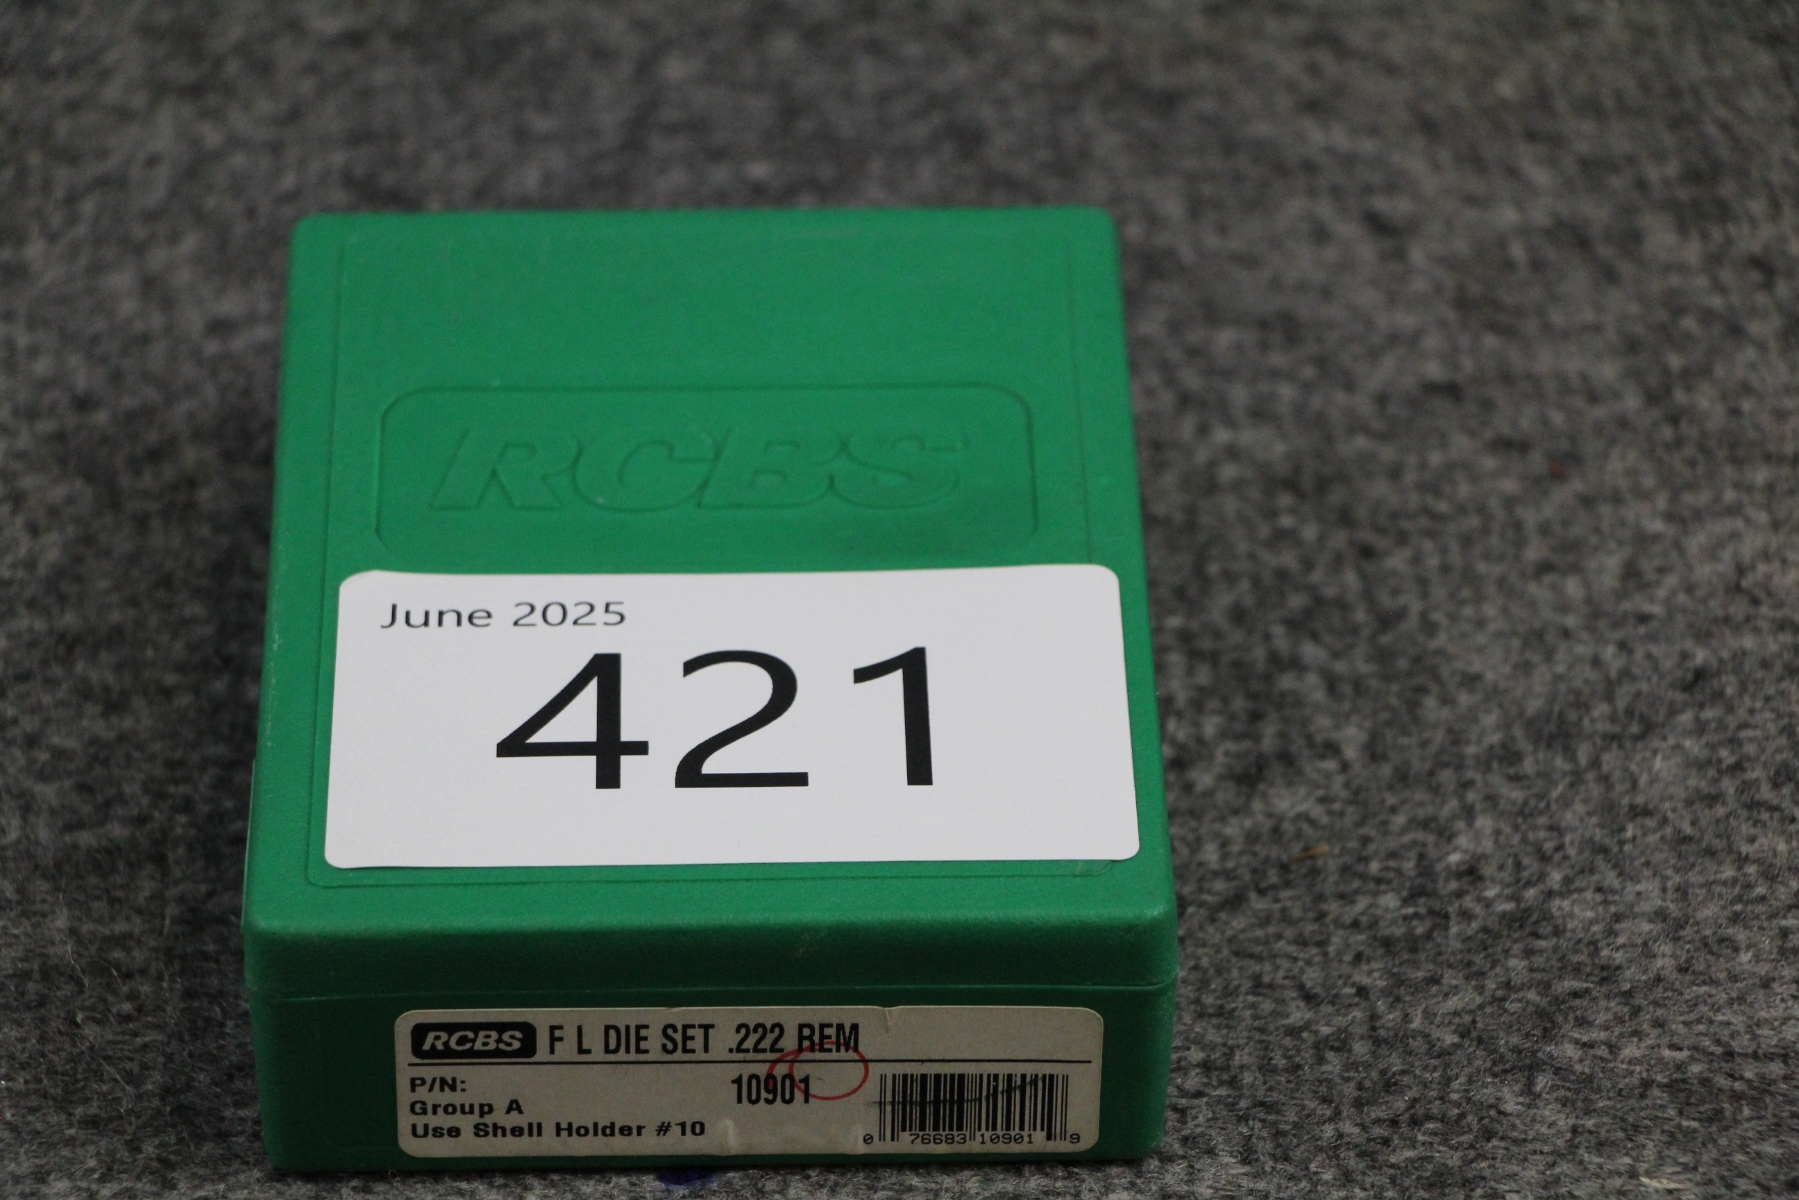 RCBS
June 2025
421
RCBS F L DIE SET .222 REM
P/N: 10901
Group A
Use Shell Holder #10
0 76683 10901 9